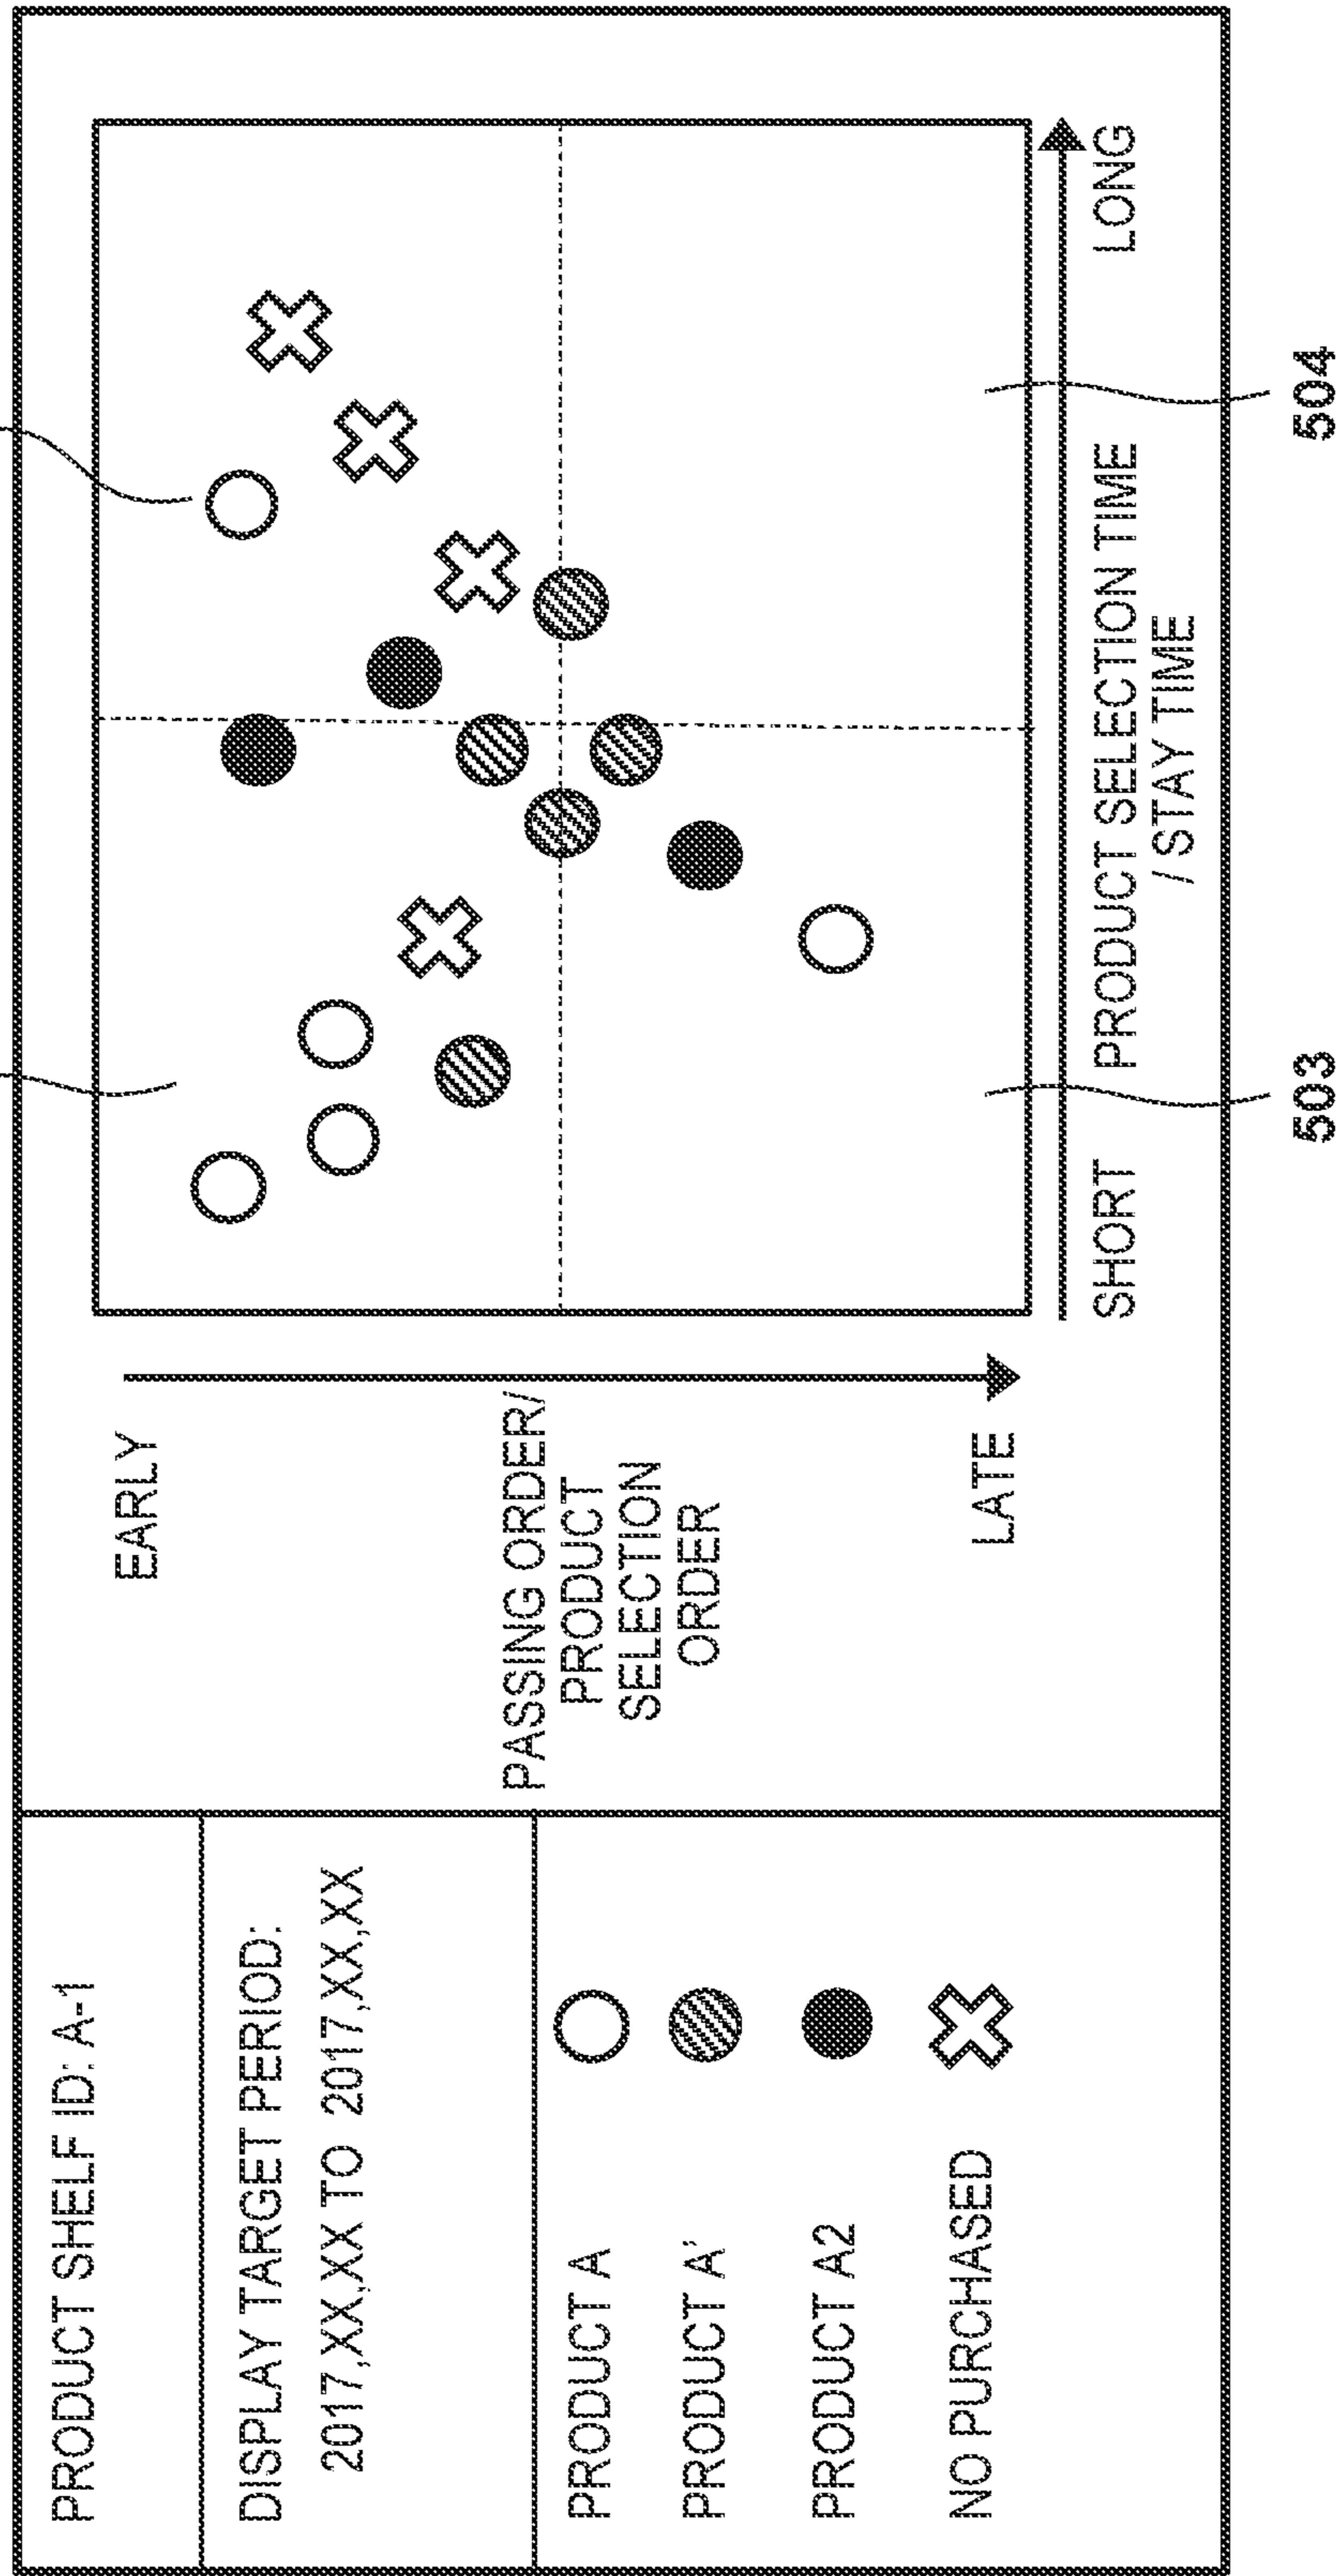 PRODUCT SHELF ID: A-1
DISPLAY TARGET PERIOD:
2017,XX,XX TO 2017,XX,XX
PRODUCT A
PRODUCT A'
PRODUCT A2
NO PURCHASED
EARLY
PASSING ORDER/
PRODUCT
SELECTION
ORDER
LATE
SHORT
PRODUCT SELECTION TIME
/ STAY TIME
LONG
503
504